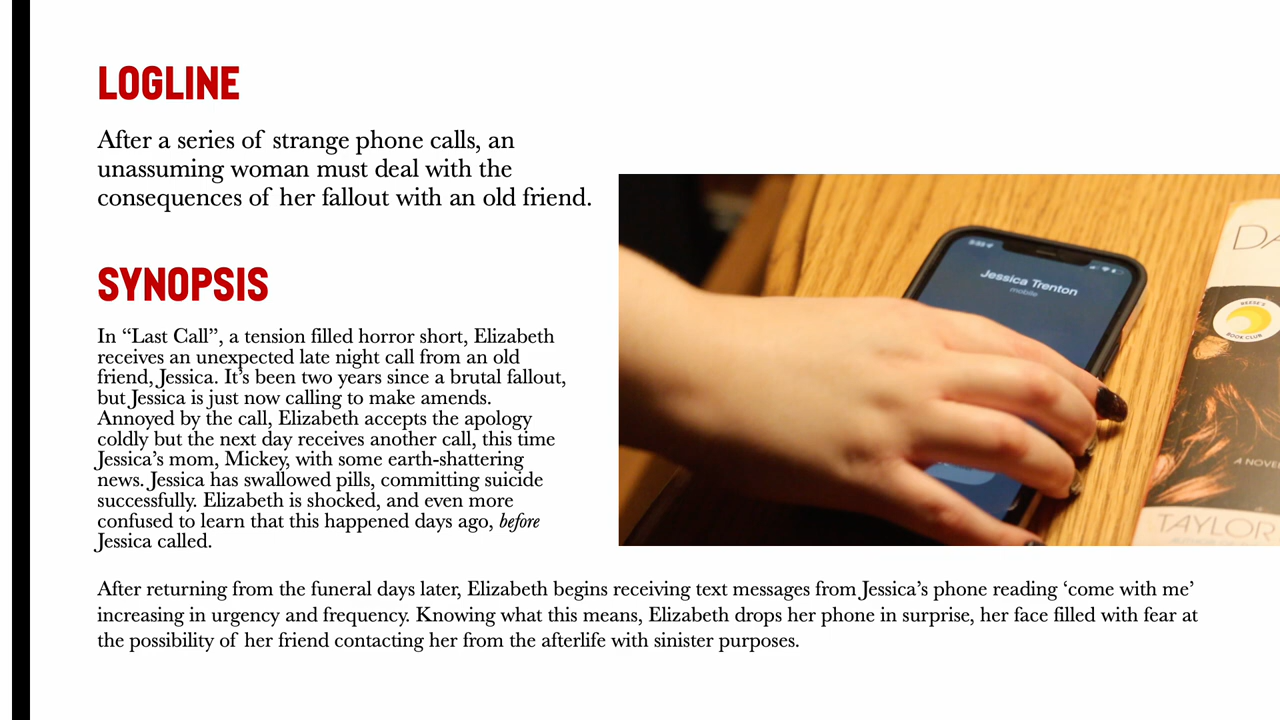 LOGLINE
After a series of strange phone calls, an
unassuming woman must deal with the
consequences of her fallout with an old friend.
SYNOPSIS
In “Last Call”, a tension filled horror short, Elizabeth
receives an unexpected late night call from an old
friend, Jessica. It’s been two years since a brutal fallout,
but Jessica is just now calling to make amends.
Annoyed by the call, Elizabeth accepts the apology
coldly but the next day receives another call, this time
Jessica’s mom, Mickey, with some earth-shattering
news. Jessica has swallowed pills, committing suicide
successfully. Elizabeth is shocked, and even more
confused to learn that this happened days ago, before
Jessica called.
After returning from the funeral days later, Elizabeth begins receiving text messages from Jessica’s phone reading ‘come with me’
increasing in urgency and frequency. Knowing what this means, Elizabeth drops her phone in surprise, her face filled with fear at
the possibility of her friend contacting her from the afterlife with sinister purposes.
Jessica Trenton
mobile
DA
REESE'S
BOOK CLUB
A NOVEL
TAYLOR